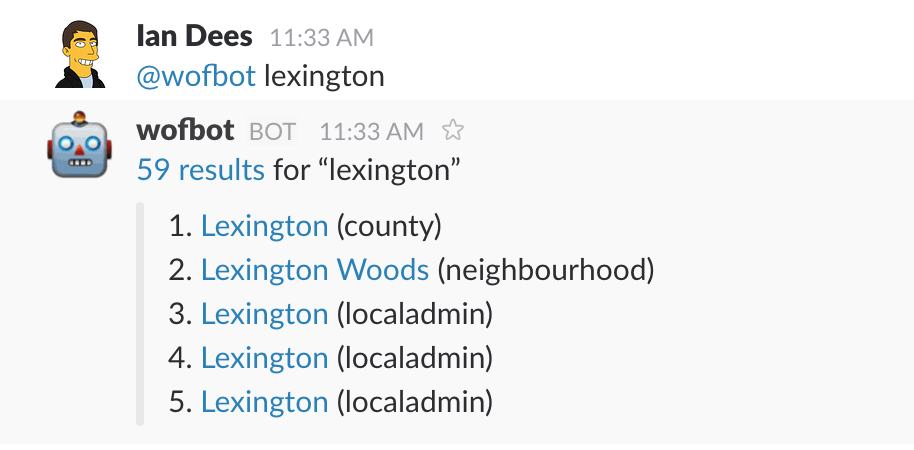 Ian Dees 11:33 AM
@wofbot lexington
wofbot BOT 11:33 AM
59 results for “lexington”
1. Lexington (county)
2. Lexington Woods (neighbourhood)
3. Lexington (localadmin)
4. Lexington (localadmin)
5. Lexington (localadmin)